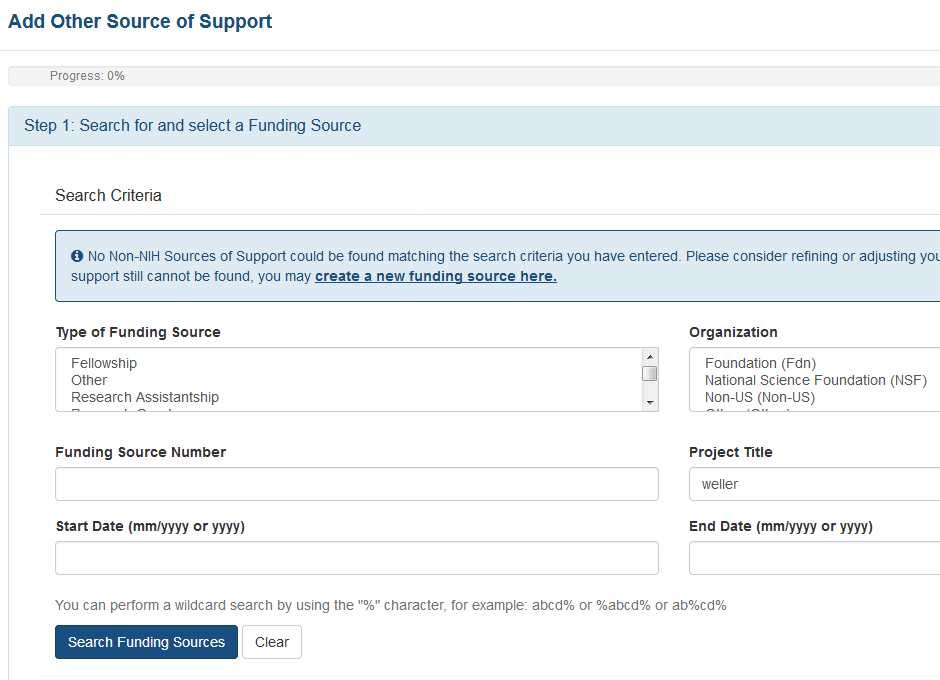 Add Other Source of Support
Progress: 0%
Step 1: Search for and select a Funding Source
Search Criteria
No Non-NIH Sources of Support could be found matching the search criteria you have entered. Please consider refining or adjusting you
support still cannot be found, you may create a new funding source here.
Type of Funding Source
Organization
Fellowship
Other
Research Assistantship
Foundation (Fdn)
National Science Foundation (NSF)
Non-US (Non-US)
Funding Source Number
Project Title
weller
Start Date (mm/yyyy or yyyy)
End Date (mm/yyyy or yyyy)
You can perform a wildcard search by using the "%" character, for example: abcd% or %abcd% or ab%cd%
Search Funding Sources
Clear